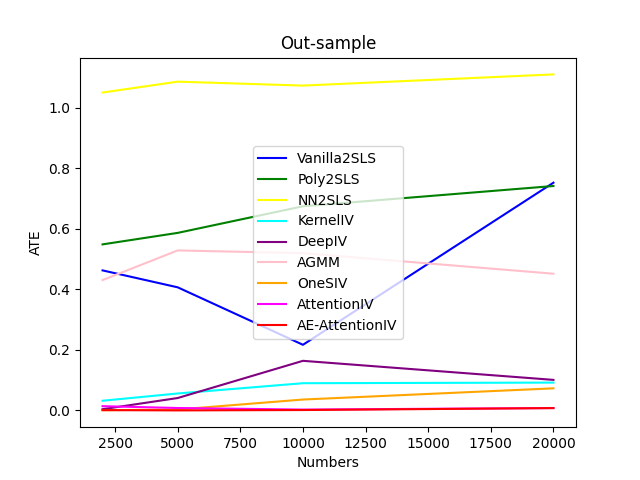 Out-sample
ATE
1.0
0.8
0.6
0.4
0.2
0.0
Vanilla2SLS
Poly2SLS
NN2SLS
KernelIV
DeepIV
AGMM
OneSIV
AttentionIV
AE-AttentionIV
2500 5000 7500 10000 12500 15000 17500 20000
Numbers